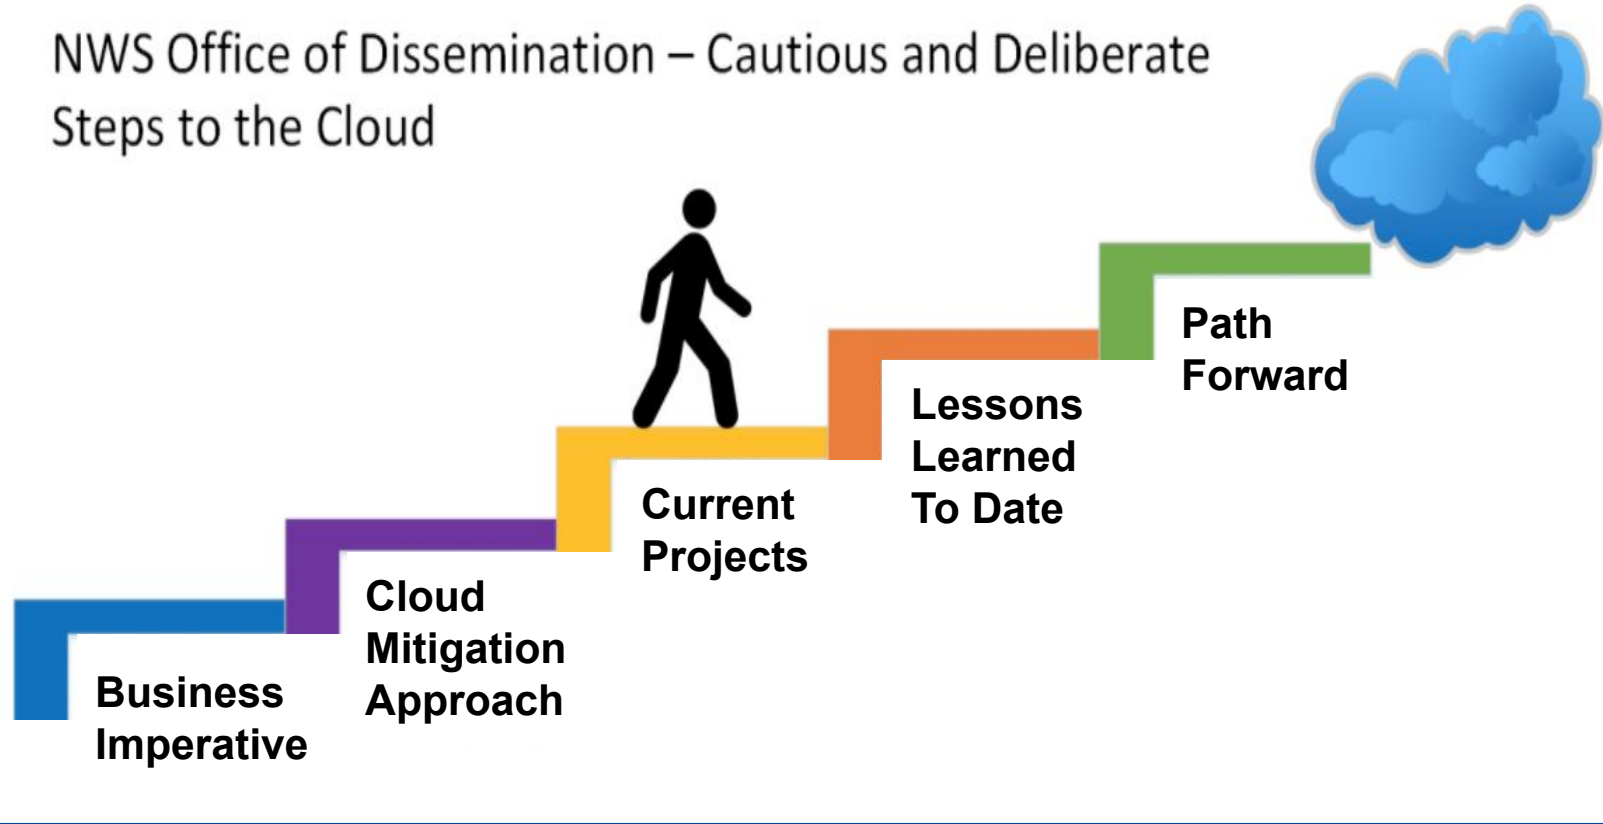 NWS Office of Dissemination – Cautious and Deliberate
Steps to the Cloud
Business
Imperative
Cloud
Mitigation
Approach
Current
Projects
Lessons
Learned
To Date
Path
Forward